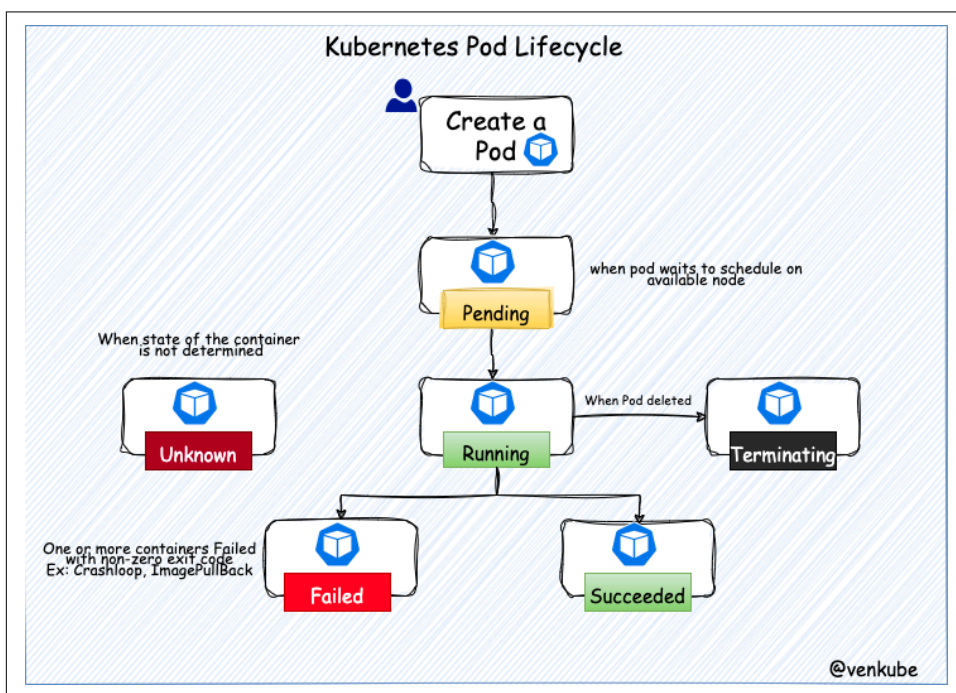 Kubernetes Pod Lifecycle
Create a
Pod
when pod waits to schedule on
available node
Pending
When state of the container
is not determined
Unknown
Running
When Pod deleted
Terminating
One or more containers Failed
with non-zero exit code
Ex: Crashloop, ImagePullBack
Failed
Succeeded
@venkube